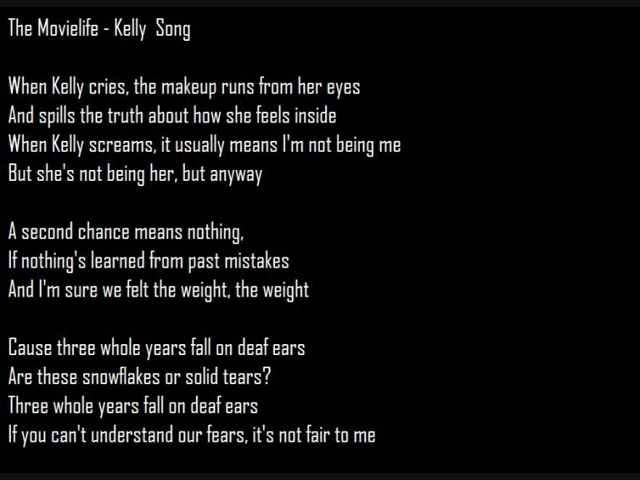 The Movielife - Kelly Song
When Kelly cries, the makeup runs from her eyes
And spills the truth about how she feels inside
When Kelly screams, it usually means I'm not being me
But she's not being her, but anyway
A second chance means nothing,
If nothing's learned from past mistakes
And I'm sure we felt the weight, the weight
Cause three whole years fall on deaf ears
Are these snowflakes or solid tears?
Three whole years fall on deaf ears
If you can't understand our fears, it's not fair to me